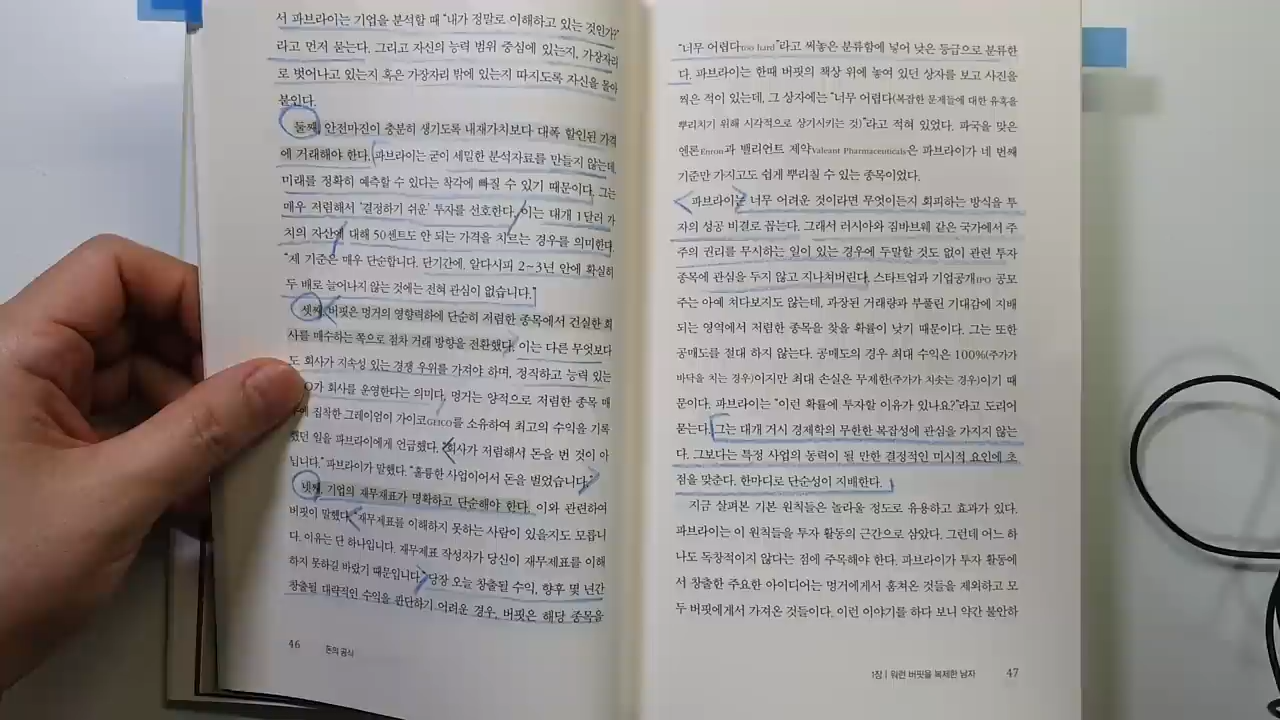 서 파브라이는 기업을 분석할 때 “내가 정말로 이해하고 있는 것인가?”
라고 먼저 묻는다. 그리고 자신의 능력 범위 중심에 있는지, 가장자리
로 벗어나고 있는지 혹은 가장자리 밖에 있는지 따지도록 자신을 몰아
붙인다.
둘째, 안전마진이 충분히 생기도록 내재가치보다 대폭 할인된 가격
에 거래해야 한다. 파브라이는 굳이 세밀한 분석자료를 만들지 않는데,
미래를 정확히 예측할 수 있다는 착각에 빠질 수 있기 때문이다. 그는
매우 저렴해서 ‘결정하기 쉬운’ 투자를 선호한다. 이는 대개 1달러 가
치의 자산에 대해 50센트도 안 되는 가격을 치르는 경우를 의미한다.
“제 기준은 매우 단순합니다. 단기간에, 알다시피 2~3년 안에 확실히
두 배로 늘어나지 않는 것에는 전혀 관심이 없습니다.”
셋째, 버핏은 멍거의 영향력하에 단순히 저렴한 종목에서 건실한 회
사를 매수하는 쪽으로 점차 거래 방향을 전환했다. 이는 다른 무엇보다
도 회사가 지속성 있는 경쟁 우위를 가져야 하며, 정직하고 능력 있는
가 회사를 운영한다는 의미다. 멍거는 양적으로 저렴한 종목 매
에 집착한 그레이엄이 가이코GEICO를 소유하여 최고의 수익을 기록
했던 일을 파브라이에게 언급했다. “회사가 저렴해서 돈을 번 것이 아
닙니다.” 파브라이가 말했다. “훌륭한 사업이어서 돈을 벌었습니다.”
넷째, 기업의 재무제표가 명확하고 단순해야 한다. 이와 관련하여
버핏이 말했다. “재무제표를 이해하지 못하는 사람이 있을지도 모릅니
다. 이유는 단 하나입니다. 재무제표 작성자가 당신이 재무제표를 이해
하지 못하길 바랐기 때문입니다.” 당장 오늘 창출될 수익, 향후 몇 년간
창출될 대략적인 수익을 판단하기 어려운 경우, 버핏은 해당 종목을
46 돈의 공식
“너무 어렵다too hard”라고 써놓은 분류함에 넣어 낮은 등급으로 분류한
다. 파브라이는 한때 버핏의 책상 위에 놓여 있던 상자를 보고 사진을
찍은 적이 있는데, 그 상자에는 “너무 어렵다(복잡한 문제들에 대한 유혹을
뿌리치기 위해 시각적으로 상기시키는 것)”라고 적혀 있었다. 파국을 맞은
엔론Enron과 밸리언트 제약Valeant Pharmaceuticals은 파브라이가 네 번째
기준만 가지고도 쉽게 뿌리칠 수 있는 종목이었다.
파브라이는 너무 어려운 것이라면 무엇이든지 회피하는 방식을 투
자의 성공 비결로 꼽는다. 그래서 러시아와 짐바브웨 같은 국가에서 주
주의 권리를 무시하는 일이 있는 경우에 두말할 것도 없이 관련 투자
종목에 관심을 두지 않고 지나쳐버린다. 스타트업과 기업공개IPO 공모
주는 아예 쳐다보지도 않는데, 과장된 거래량과 부풀린 기대감에 지배
되는 영역에서 저렴한 종목을 찾을 확률이 낮기 때문이다. 그는 또한
공매도를 절대 하지 않는다. 공매도의 경우 최대 수익은 100%(주가가
바닥을 치는 경우)이지만 최대 손실은 무제한(주가가 치솟는 경우)이기 때
문이다. 파브라이는 “이런 확률에 투자할 이유가 있나요?”라고 도리어
묻는다. 그는 대개 거시 경제학의 무한한 복잡성에 관심을 가지지 않는
다. 그보다는 특정 사업의 동력이 될 만한 결정적인 미시적 요인에 초
점을 맞춘다. 한마디로 단순성이 지배한다.
지금 살펴본 기본 원칙들은 놀라울 정도로 유용하고 효과가 있다.
파브라이는 이 원칙들을 투자 활동의 근간으로 삼았다. 그런데 어느 하
나도 독창적이지 않다는 점에 주목해야 한다. 파브라이가 투자 활동에
서 창출한 주요한 아이디어는 멍거에게서 훔쳐온 것들을 제외하고 모
두 버핏에게서 가져온 것들이다. 이런 이야기를 하다 보니 약간 불안하
1장 | 워런 버핏을 복제한 남자 47